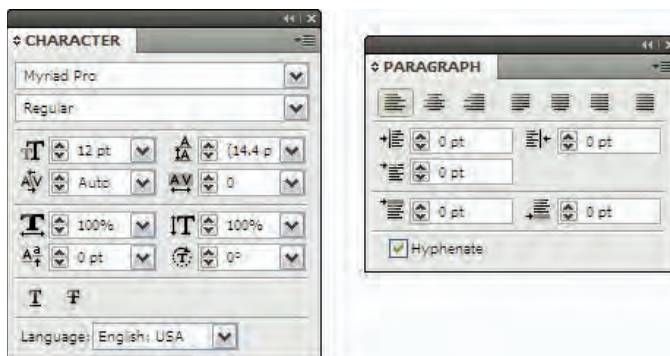 CHARACTER
Myriad Pro
Regular
12 pt (14.4 p
Auto 0
100% 100%
0 pt 0°
Language: English: USA
PARAGRAPH
0 pt 0 pt
0 pt
0 pt 0 pt
Hyphenate